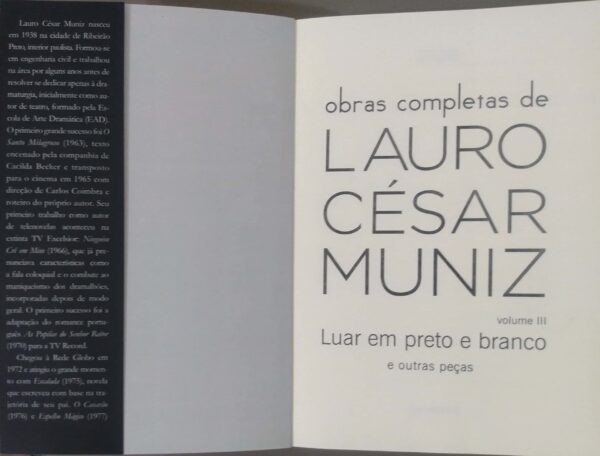 Lauro César Muniz nasceu
em 1938 na cidade de Ribeirão
Preto, interior paulista. Formou-se
em engenharia civil e trabalhou
na área por alguns anos antes de
resolver se dedicar apenas à dra-
maturgia, inicialmente como au-
tor de teatro, formado pela Es-
cola de Arte Dramática (EAD).
O primeiro grande sucesso foi O
Santo Milagroso (1963), texto
encenado pela companhia de
Cacilda Becker e transposto
para o cinema em 1965 com
direção de Carlos Coimbra e
roteiro do próprio autor. Seu
primeiro trabalho como autor
de telenovelas aconteceu na
extinta TV Excelsior: Ninguém
Crê em Mim (1966), que já pre-
nunciava características como
a fala coloquial e o combate ao
maniqueísmo dos dramalhões,
incorporadas depois de modo
geral. O primeiro sucesso foi a
adaptação do romance portu-
guês As Pupilas do Senhor Reitor
(1970) para a TV Record.
Chegou à Rede Globo em
1972 e atingiu o grande momen-
to com Escalada (1975), novela
que escreveu com base na tra-
jetória de seu pai. O Casarão
(1976) e Espelho Mágico (1977)
obras completas de
LAURO
CÉSAR
MUNIZ
volume III
Luar em preto e branco
e outras peças